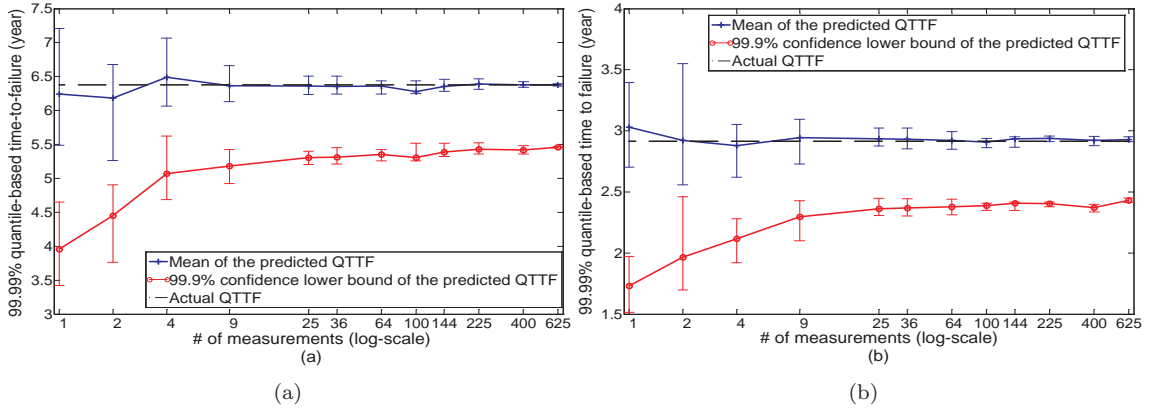 99.99% quantile-based time-to-failure (year)
7.5
7
6.5
6
5.5
5
4.5
4
3.5
3
Mean of the predicted QTTF
99.9% confidence lower bound of the predicted QTTF
Actual QTTF
1 2 4 9 25 36 64 100 144 225 400 625
# of measurements (log-scale)
(a)
(a)
99.99% quantile-based time to failure (year)
4
3.5
3
2.5
2
1.5
Mean of the predicted QTTF
99.9% confidence lower bound of the predicted QTTF
Actual QTTF
1 2 4 9 25 36 64 100 144 225 400 625
# of measurements (log-scale)
(b)
(b)